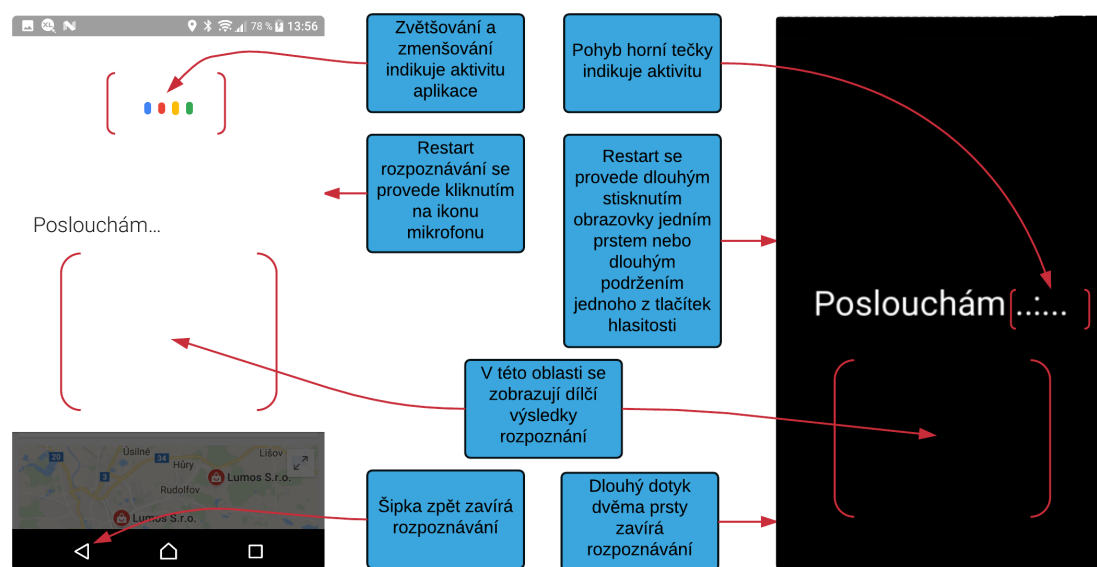 78 % 13:56
Poslouchám...
20
Úsilné
34
Hůry
Lišov
3
Rudolfov
Lumos S.r.o.
Lumos S.r.o.
Zvětšování a
zmenšování
indikuje aktivitu
aplikace
Pohyb horní tečky
indikuje aktivitu
Restart
rozpoznávání se
provede kliknutím
na ikonu
mikrofonu
Restart se
provede dlouhým
stisknutím
obrazovky jedním
prstem nebo
dlouhým
podržením
jednoho z tlačítek
hlasitosti
V této oblasti se
zobrazují dílčí
výsledky
rozpoznání
Šipka zpět zavírá
rozpoznávání
Dlouhý dotyk
dvěma prsty
zavírá
rozpoznávání
Poslouchám ..:...